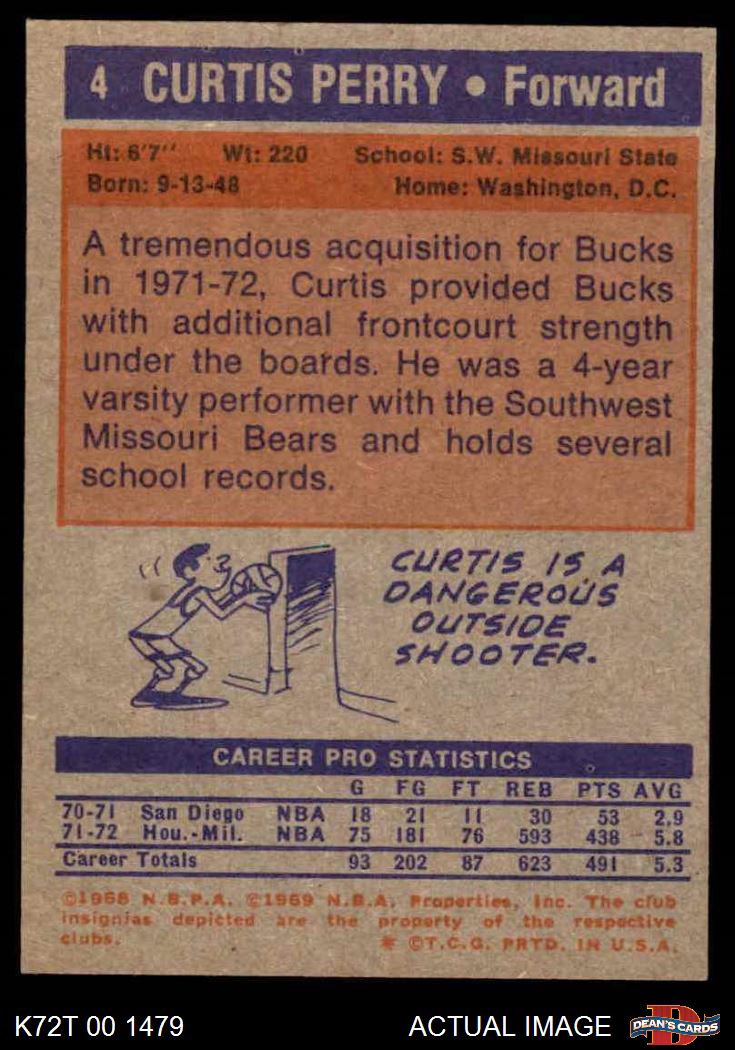 4 CURTIS PERRY • Forward
Ht: 6'7'' Wt: 220 School: S.W. Missouri State
Born: 9-13-48 Home: Washington, D.C.
A tremendous acquisition for Bucks
in 1971-72, Curtis provided Bucks
with additional frontcourt strength
under the boards. He was a 4-year
varsity performer with the Southwest
Missouri Bears and holds several
school records.
CURTIS IS A
DANGEROUS
OUTSIDE
SHOOTER.
CAREER PRO STATISTICS
G FG FT REB PTS AVG
70-71 San Diego NBA 18 21 11 30 53 2.9
71-72 Hou.-Mil. NBA 75 181 76 593 438 5.8
Career Totals 93 202 87 623 491 5.3
©1968 N.B.P.A. ©1969 N.B.A. Properties, Inc. The club
insignias depicted are the property of the respective
clubs. * ©T.C.G. PRTD. IN U.S.A.
K72T 00 1479 ACTUAL IMAGE DEAN'S CARDS